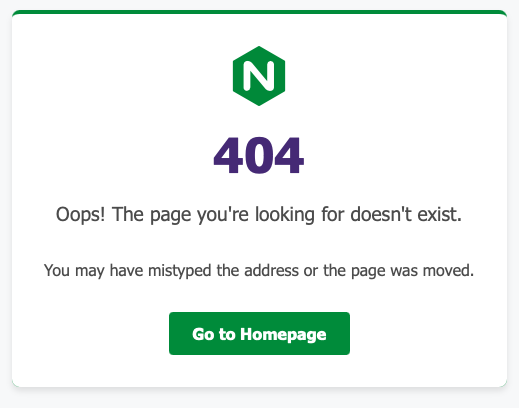 N
404
Oops! The page you're looking for doesn't exist.
You may have mistyped the address or the page was moved.
Go to Homepage